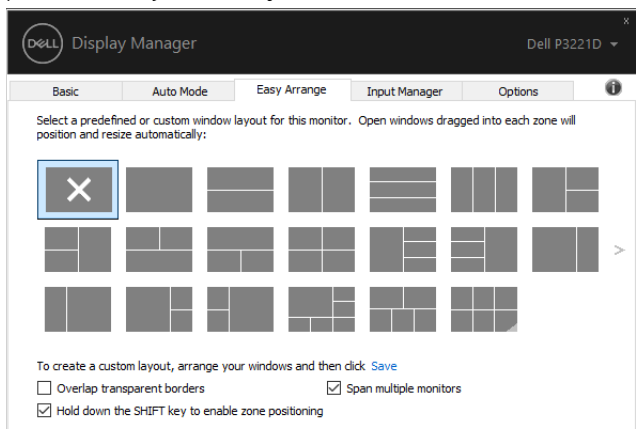 x
DELL Display Manager Dell P3221D
Basic Auto Mode Easy Arrange Input Manager Options i
Select a predefined or custom window layout for this monitor. Open windows dragged into each zone will
position and resize automatically:
>
To create a custom layout, arrange your windows and then click Save
Overlap transparent borders Span multiple monitors
Hold down the SHIFT key to enable zone positioning